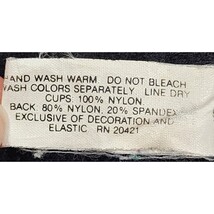 AND WASH WARM DO NOT BLEACH
WASH COLORS SEPARATELY LINE DRY
CUPS: 100% NYLON
BACK: 80% NYLON, 20% SPANDEX
EXCLUSIVE OF DECORATION AND
ELASTIC RN 20421